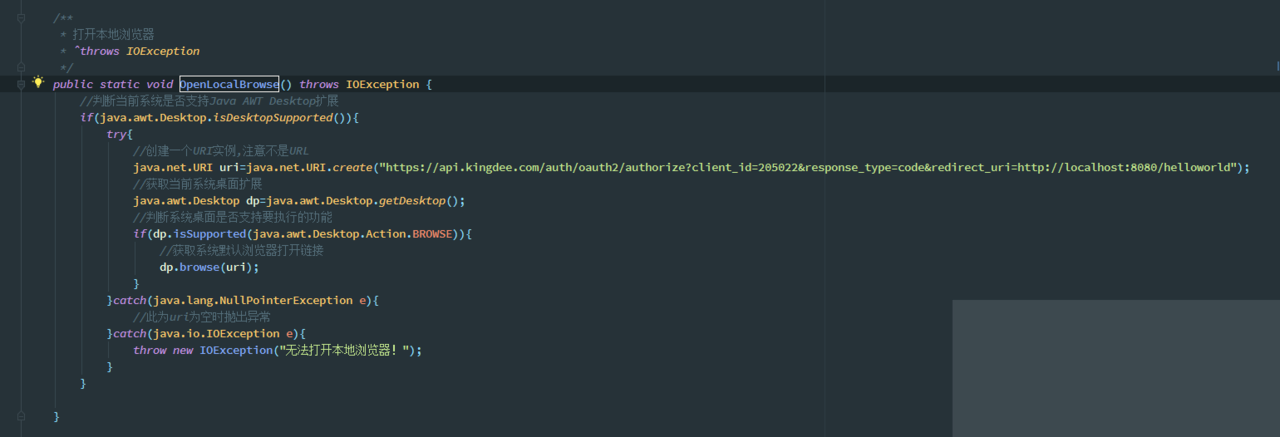 /**
 * 打开本地浏览器
 * ^throws IOException
 */
public static void OpenLocalBrowse() throws IOException {
    //判断当前系统是否支持Java AWT Desktop扩展
    if(java.awt.Desktop.isDesktopSupported()){
        try{
            //创建一个URI实例,注意不是URL
            java.net.URI uri=java.net.URI.create("https://api.kingdee.com/auth/oauth2/authorize?client_id=205022&response_type=code&redirect_uri=http://localhost:8080/helloworld");
            //获取当前系统桌面扩展
            java.awt.Desktop dp=java.awt.Desktop.getDesktop();
            //判断系统桌面是否支持要执行的功能
            if(dp.isSupported(java.awt.Desktop.Action.BROWSE)){
                //获取系统默认浏览器打开链接
                dp.browse(uri);
            }
        }catch(java.lang.NullPointerException e){
            //此为uri为空时抛出异常
        }catch(java.io.IOException e){
            throw new IOException("无法打开本地浏览器！");
        }
    }
}